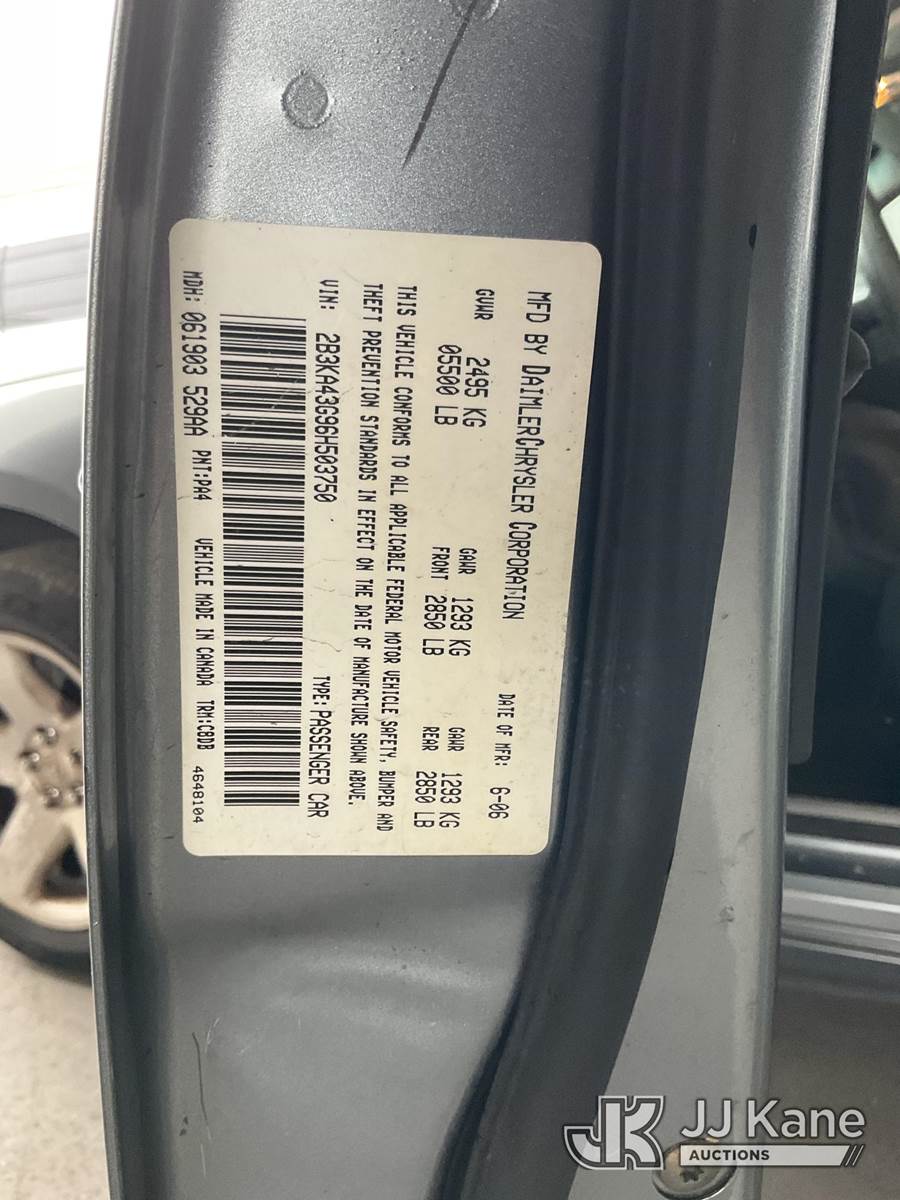 MFD BY DAIMLERCHRYSLER CORPORATION DATE OF MFR: 6-06
GVWR 2495 KG GAWR 1293 KG GAWR 1293 KG
05500 LB FRONT 2850 LB REAR 2850 LB
THIS VEHICLE CONFORMS TO ALL APPLICABLE FEDERAL MOTOR VEHICLE SAFETY, BUMPER AND
THEFT PREVENTION STANDARDS IN EFFECT ON THE DATE OF MANUFACTURE SHOWN ABOVE.
VIN: 2B3KA43G96H503750 TYPE: PASSENGER CAR
MDH: 061903 529AA PNT:PA4 VEHICLE MADE IN CANADA TRM:C8DB 4648104
JK JJ Kane
AUCTIONS